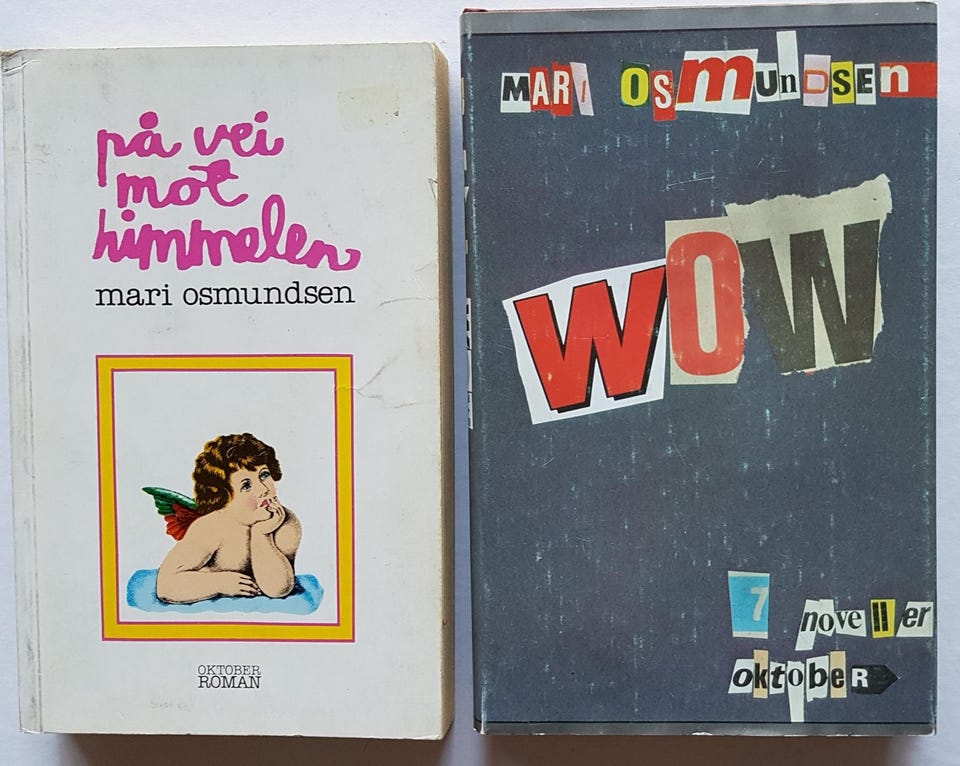 på vei
mot
himmelen
mari osmundsen
OKTOBER
ROMAN
MARI OSmunDSEn
WOW
7 noveller
oktobeR